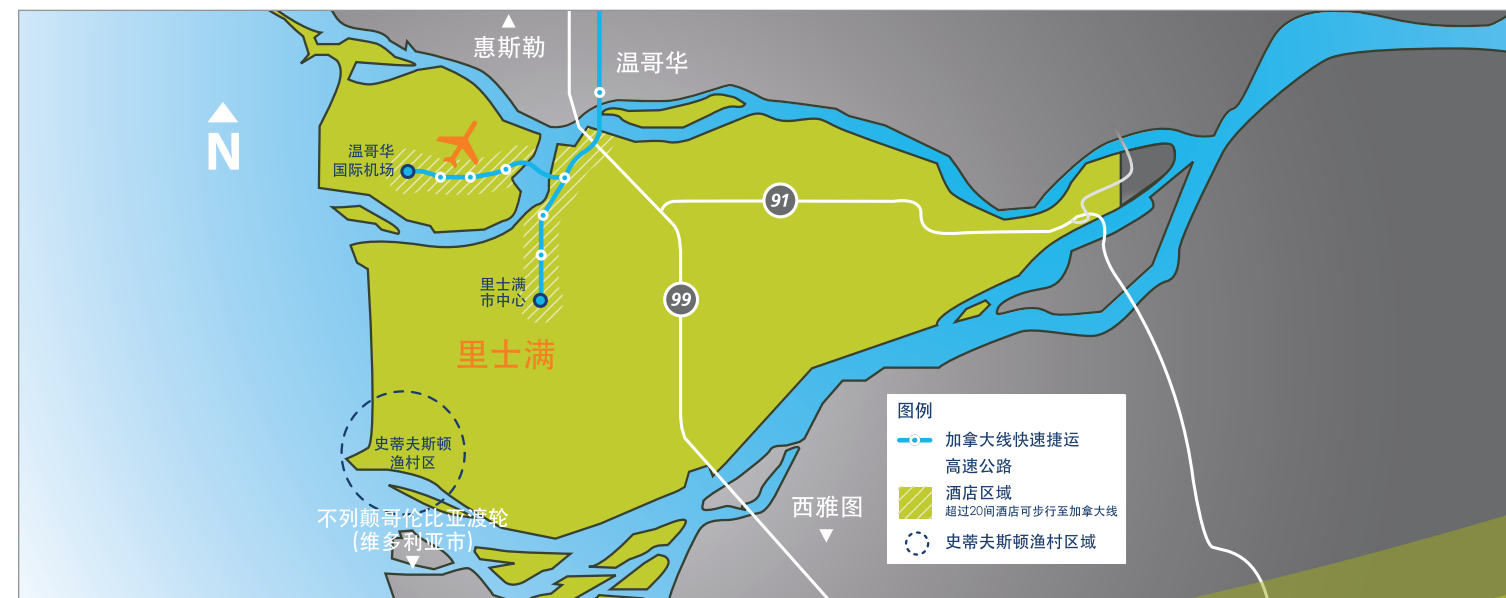 惠斯勒
温哥华
N
温哥华
国际机场
91
里士满
市中心
99
里士满
史蒂夫斯顿
渔村区
不列颠哥伦比亚渡轮
(维多利亚市)
西雅图
图例
加拿大线快速捷运
高速公路
酒店区域
超过20间酒店可步行至加拿大线
史蒂夫斯顿渔村区域